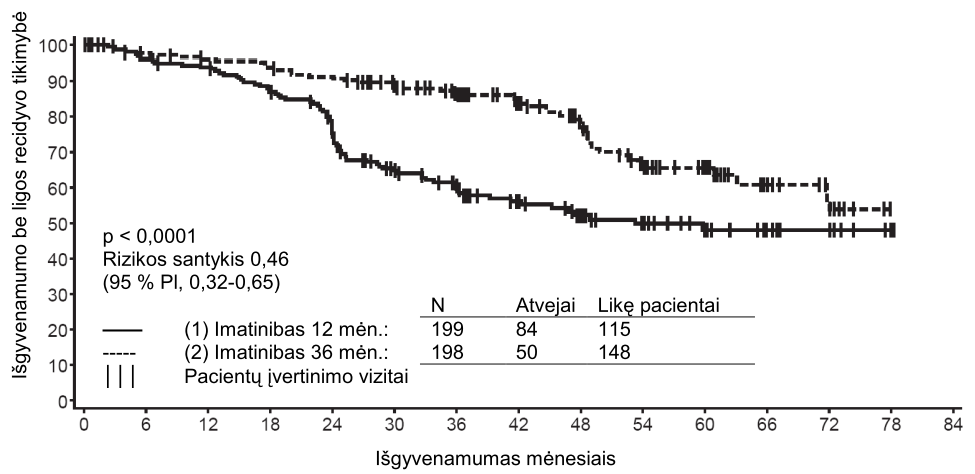 Išgyvenamumo be ligos recidyvo tikimybė
100
90
80
70
60
50
40
30
20
10
0
p < 0,0001
Rizikos santykis 0,46
(95 % PI, 0,32-0,65)
N Atvejai Likę pacientai
(1) Imatinibas 12 mėn.: 199 84 115
(2) Imatinibas 36 mėn.: 198 50 148
Pacientų įvertinimo vizitai
0 6 12 18 24 30 36 42 48 54 60 66 72 78 84
Išgyvenamumas mėnesiais